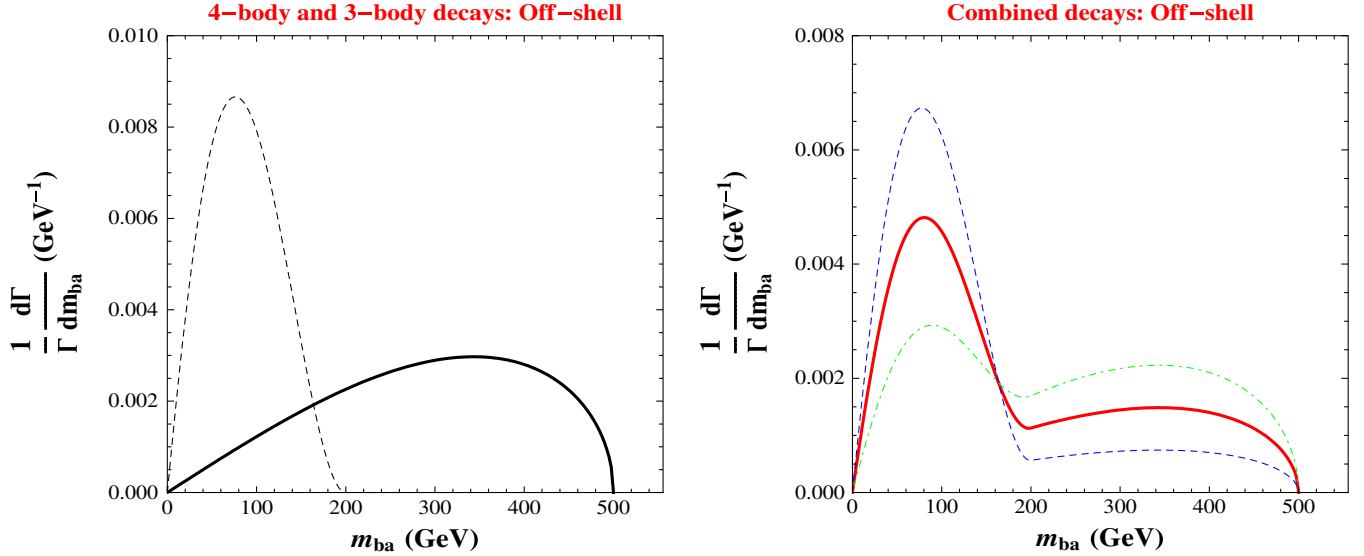 4−body and 3−body decays: Off−shell
0.010
0.008
0.006
0.004
0.002
0.000
0 100 200 300 400 500
1/Γ dΓ/dm_ba (GeV−1)
m_ba (GeV)
Combined decays: Off−shell
0.008
0.006
0.004
0.002
0.000
0 100 200 300 400 500
1/Γ dΓ/dm_ba (GeV−1)
m_ba (GeV)